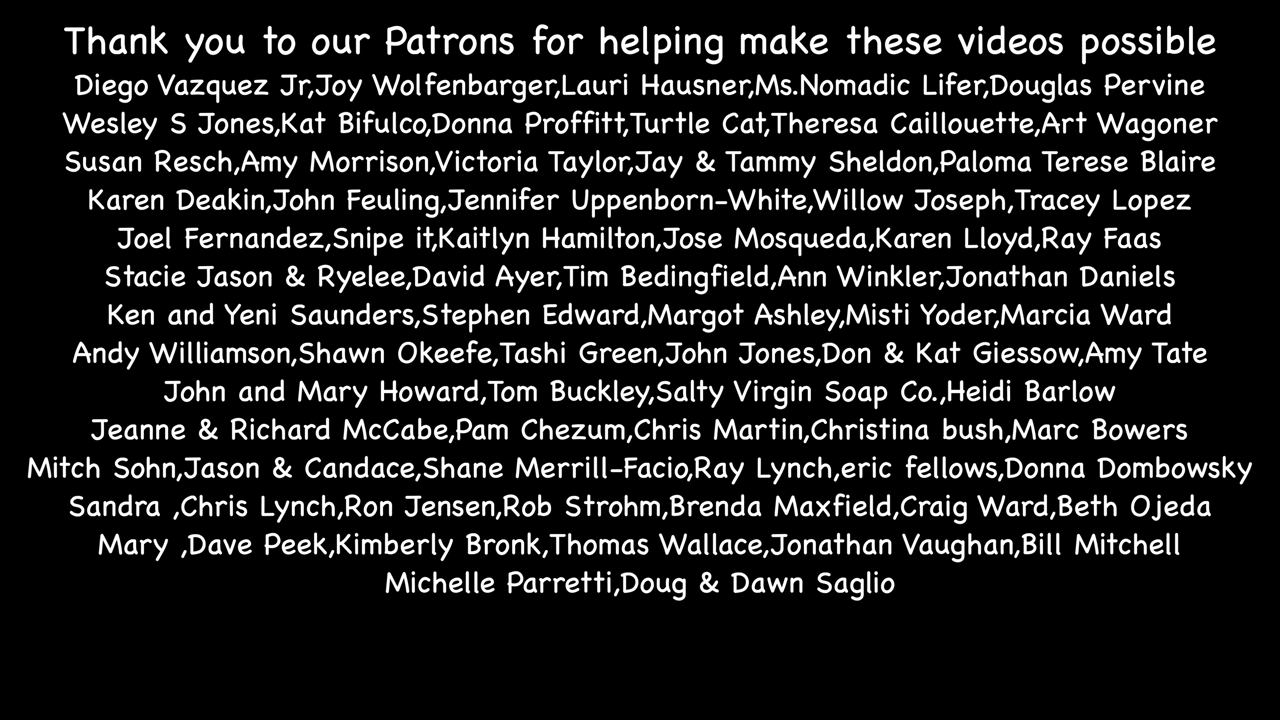 Thank you to our Patrons for helping make these videos possible
Diego Vazquez Jr,Joy Wolfenbarger,Lauri Hausner,Ms.Nomadic Lifer,Douglas Pervine
Wesley S Jones,Kat Bifulco,Donna Proffitt,Turtle Cat,Theresa Caillouette,Art Wagoner
Susan Resch,Amy Morrison,Victoria Taylor,Jay & Tammy Sheldon,Paloma Terese Blaire
Karen Deakin,John Feuling,Jennifer Uppenborn-White,Willow Joseph,Tracey Lopez
Joel Fernandez,Snipe it,Kaitlyn Hamilton,Jose Mosqueda,Karen Lloyd,Ray Faas
Stacie Jason & Ryelee,David Ayer,Tim Bedingfield,Ann Winkler,Jonathan Daniels
Ken and Yeni Saunders,Stephen Edward,Margot Ashley,Misti Yoder,Marcia Ward
Andy Williamson,Shawn Okeefe,Tashi Green,John Jones,Don & Kat Giessow,Amy Tate
John and Mary Howard,Tom Buckley,Salty Virgin Soap Co.,Heidi Barlow
Jeanne & Richard McCabe,Pam Chezum,Chris Martin,Christina bush,Marc Bowers
Mitch Sohn,Jason & Candace,Shane Merrill-Facio,Ray Lynch,eric fellows,Donna Dombowsky
Sandra ,Chris Lynch,Ron Jensen,Rob Strohm,Brenda Maxfield,Craig Ward,Beth Ojeda
Mary ,Dave Peek,Kimberly Bronk,Thomas Wallace,Jonathan Vaughan,Bill Mitchell
Michelle Parretti,Doug & Dawn Saglio